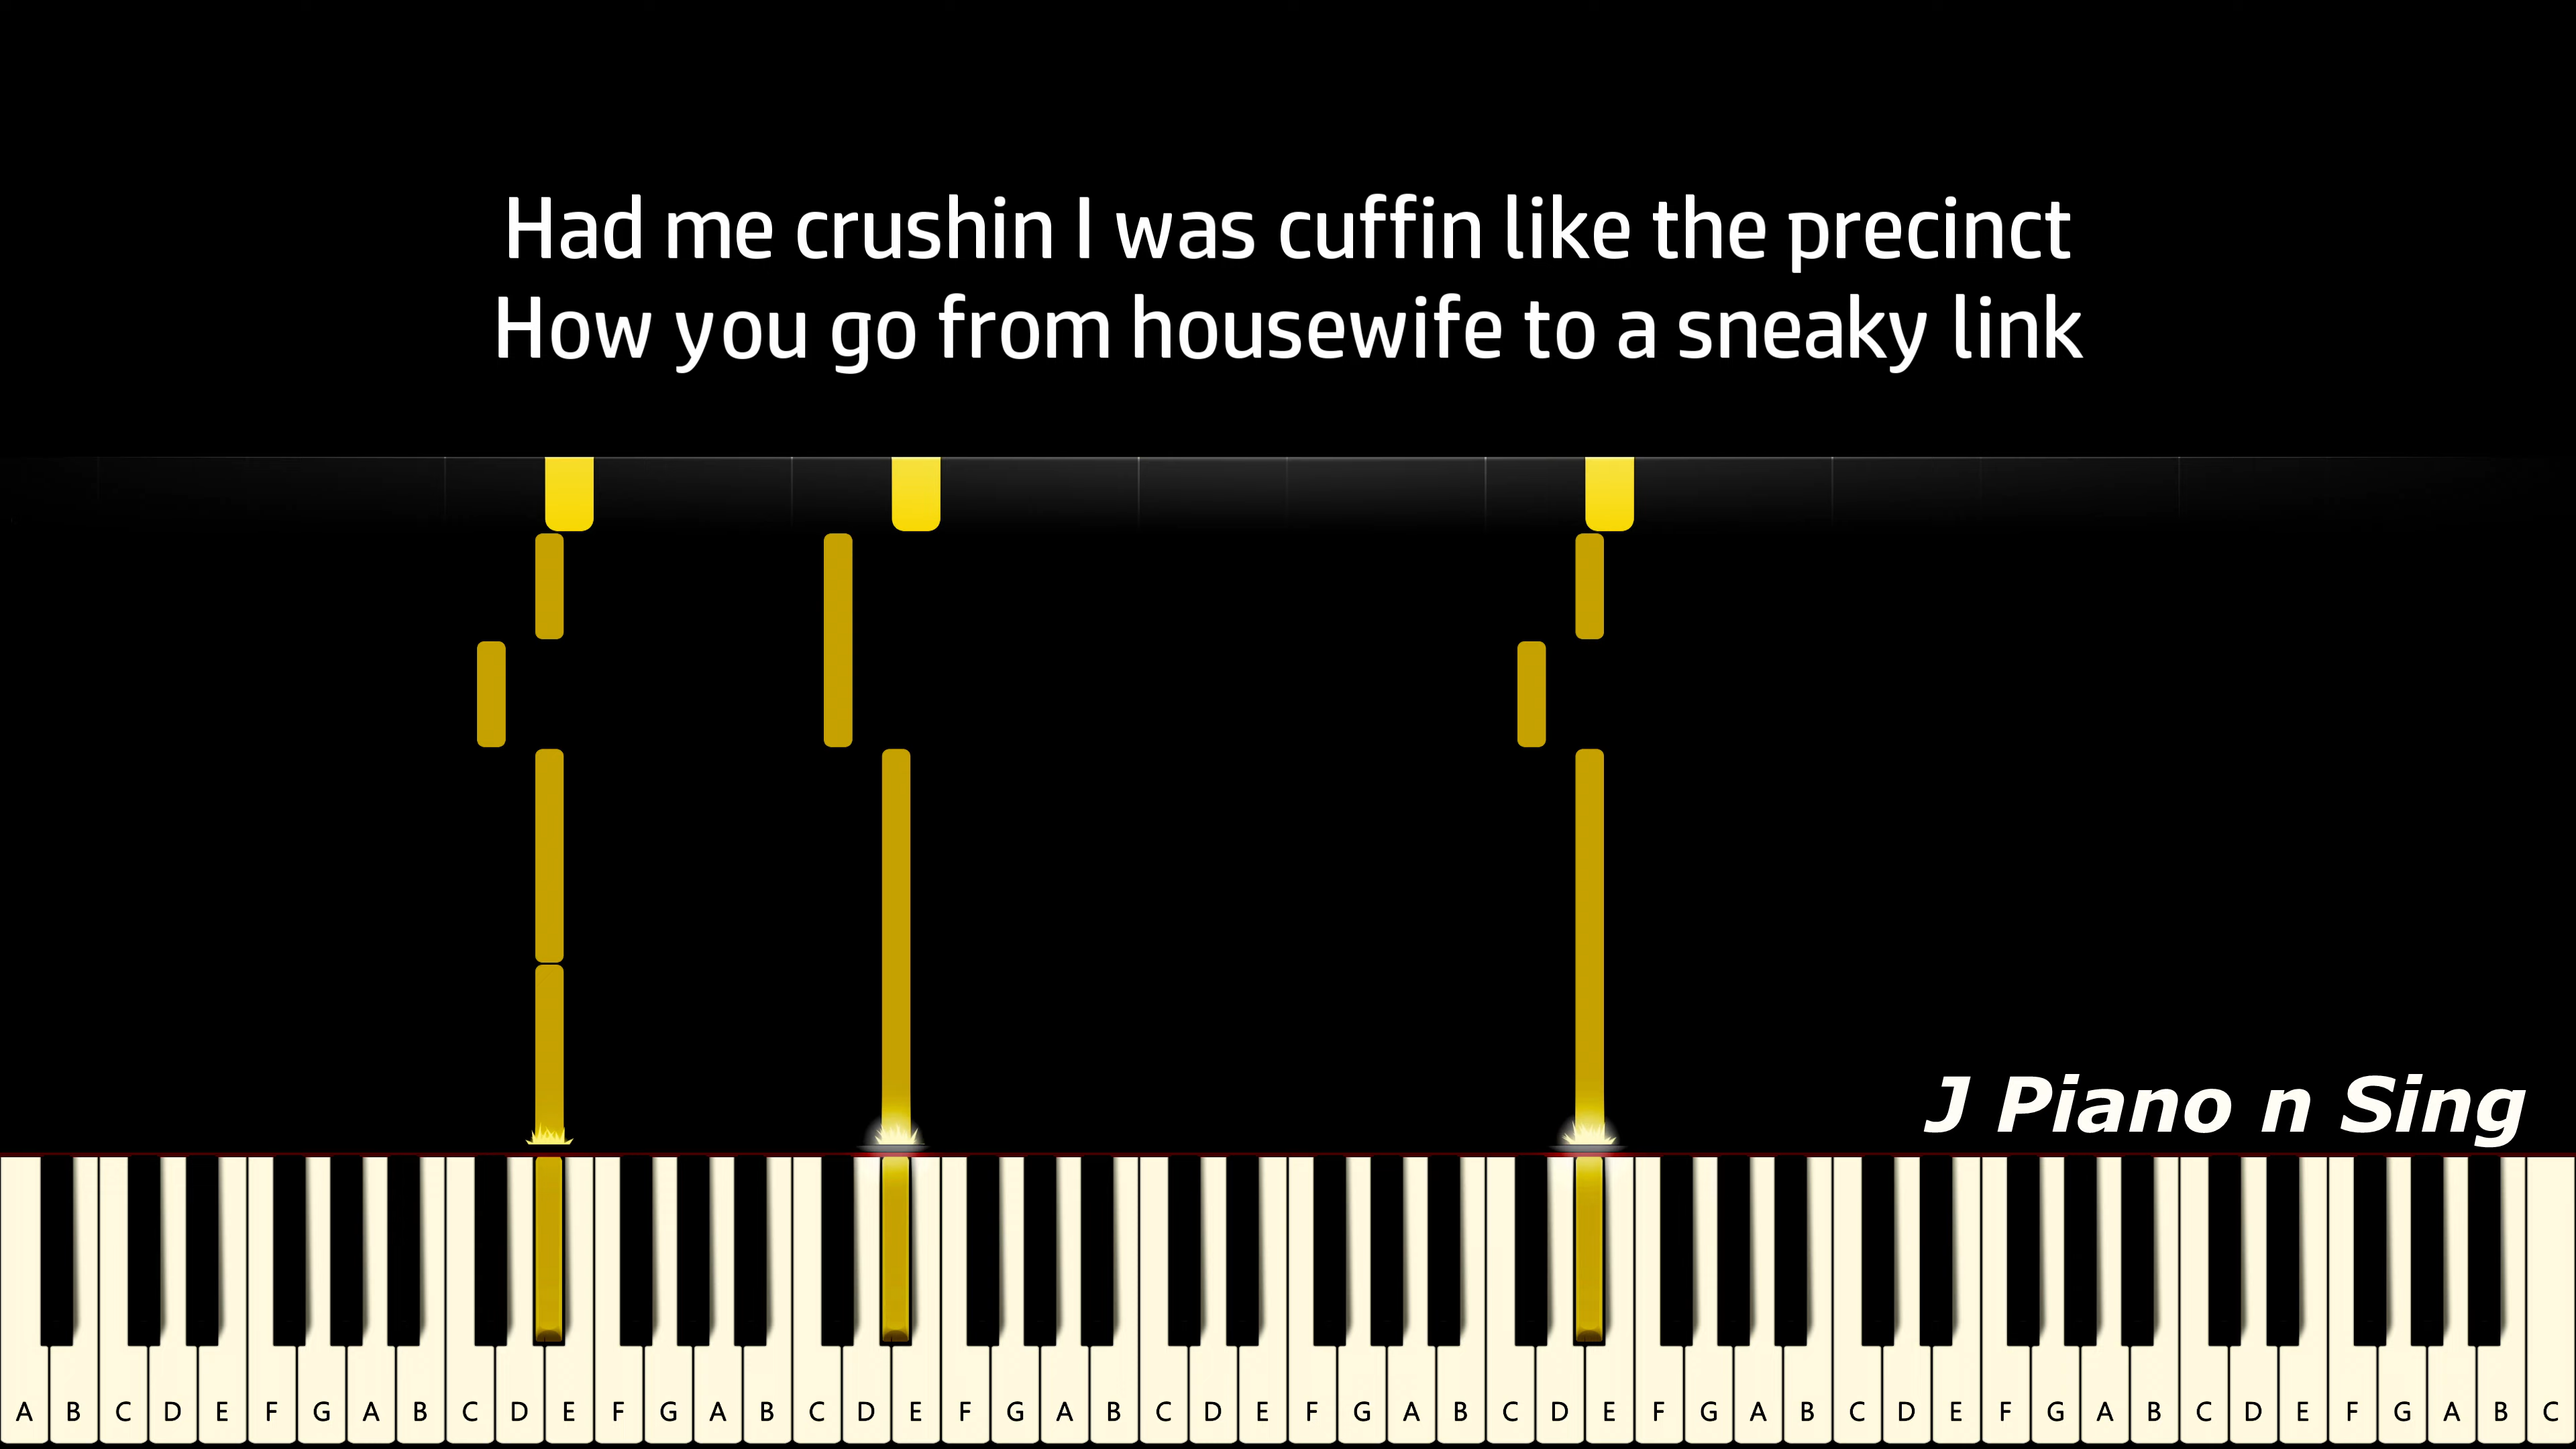 Had me crushin I was cuffin like the precinct
How you go from housewife to a sneaky link
J Piano n Sing
A B C D E F G A B C D E F G A B C D E F G A B C D E F G A B C D E F G A B C D E F G A B C D E F G A B C